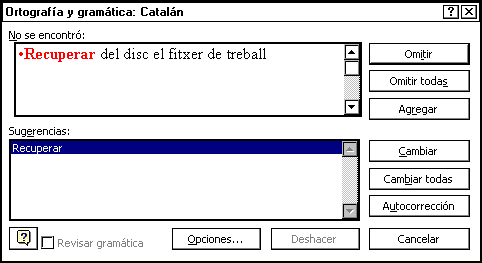 Ortografía y gramática: Catalán
No se encontró:
•Recuperar del disc el fitxer de treball
Omitir
Omitir todas
Agregar
Sugerencias:
Recuperar
Cambiar
Cambiar todas
Autocorrección
Revisar gramática
Opciones...
Deshacer
Cancelar